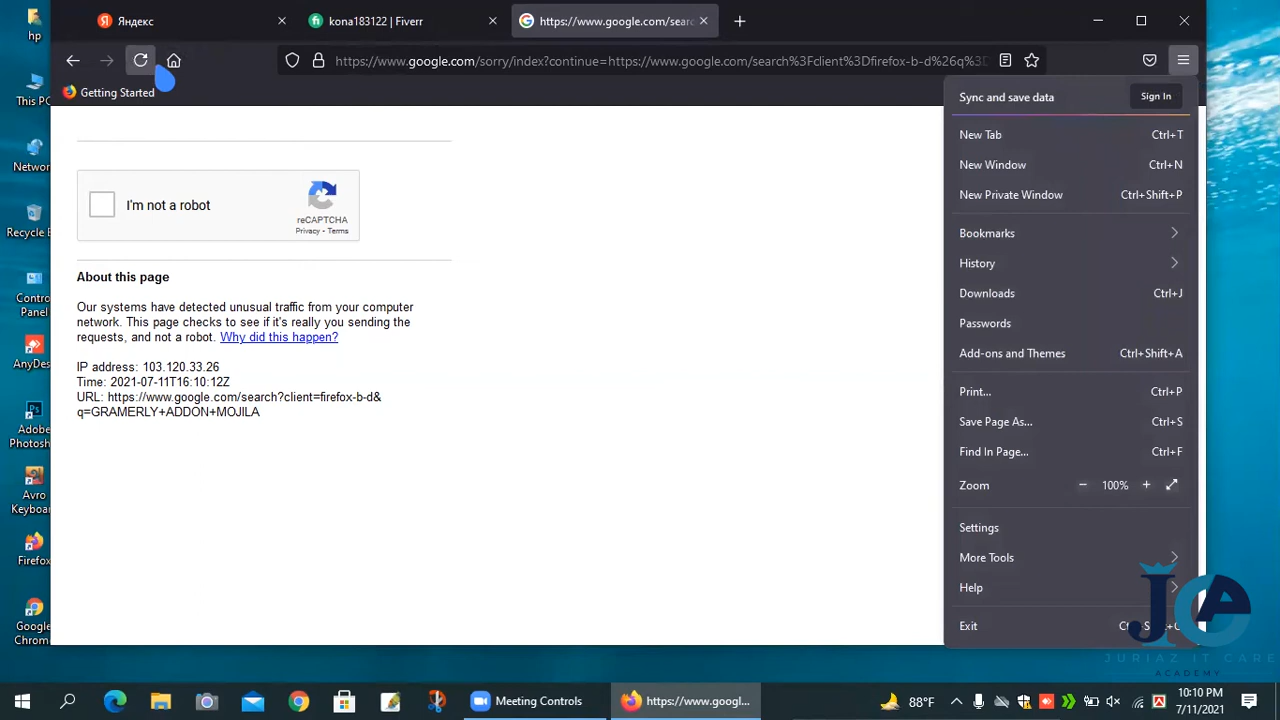 hp
This PC
Network
Recycle B
Control
Panel
AnyDes
Adobe
Photosh
Avro
Keyboar
Firefox
Google
Chrom
Яндекс
kona183122 | Fiverr
https://www.google.com/sear
https://www.google.com/sorry/index?continue=https://www.google.com/search%3Fclient%3Dfirefox-b-d%26q%3D
Getting Started
I'm not a robot
reCAPTCHA
Privacy - Terms
About this page
Our systems have detected unusual traffic from your computer
network. This page checks to see if it's really you sending the
requests, and not a robot. Why did this happen?
IP address: 103.120.33.26
Time: 2021-07-11T16:10:12Z
URL: https://www.google.com/search?client=firefox-b-d&
q=GRAMERLY+ADDON+MOJILA
Sync and save data
Sign In
New Tab Ctrl+T
New Window Ctrl+N
New Private Window Ctrl+Shift+P
Bookmarks
History
Downloads Ctrl+J
Passwords
Add-ons and Themes Ctrl+Shift+A
Print... Ctrl+P
Save Page As... Ctrl+S
Find In Page... Ctrl+F
Zoom 100%
Settings
More Tools
Help
Exit
JURIAZ IT CARE
ACADEMY
Meeting Controls
https://www.googl...
88°F
10:10 PM
7/11/2021